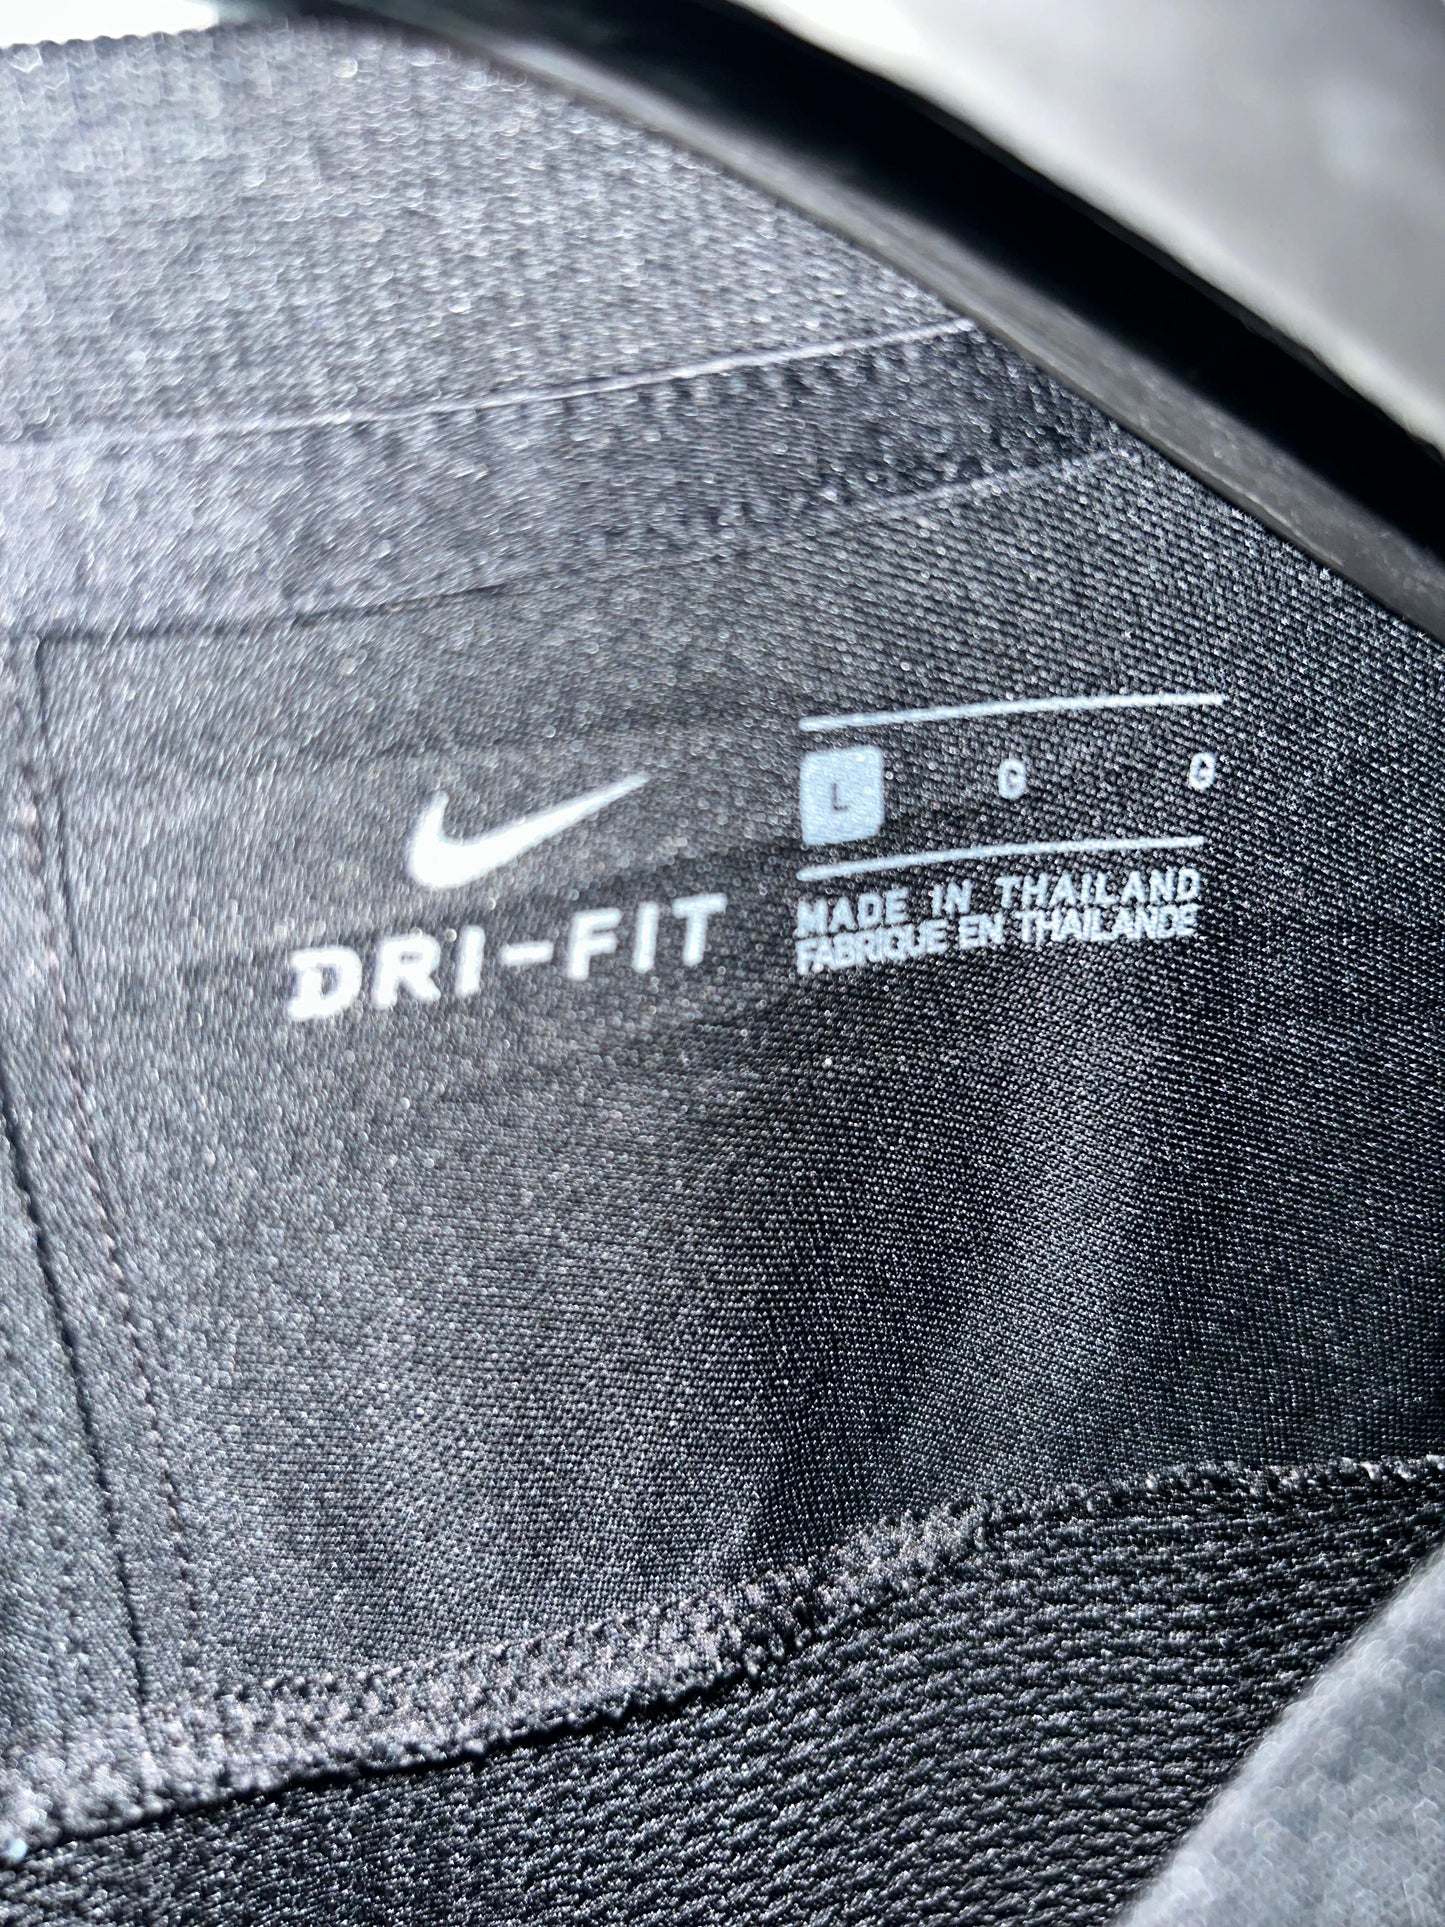 DRI-FIT
L G G
MADE IN THAILAND
FABRIQUE EN THAILANDE